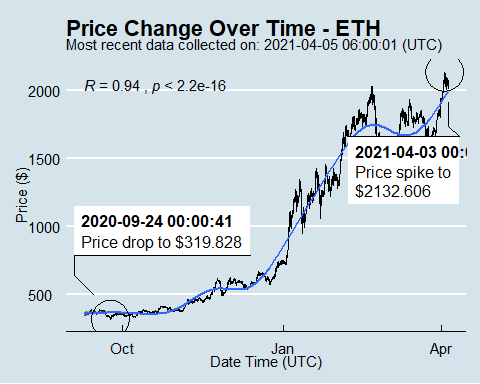 Price Change Over Time - ETH
Most recent data collected on: 2021-04-05 06:00:01 (UTC)
R = 0.94 , p < 2.2e-16
2000
1500
1000
500
Price ($)
2021-04-03 00:0
Price spike to
$2132.606
2020-09-24 00:00:41
Price drop to $319.828
Oct
Jan
Apr
Date Time (UTC)